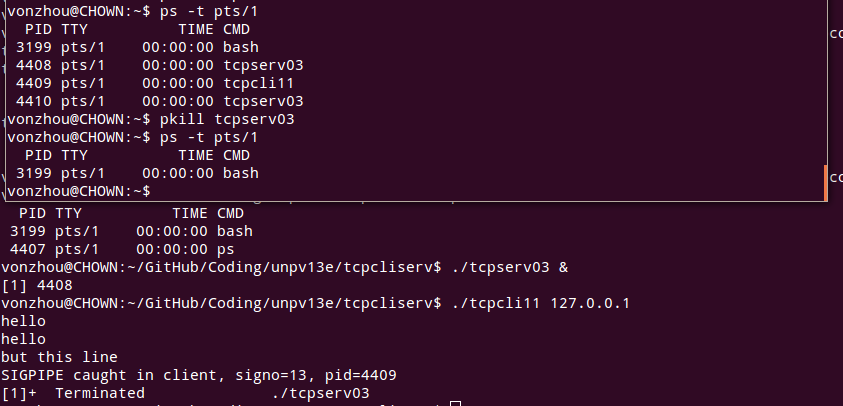 vonzhou@CHOWN:~$ ps -t pts/1
PID TTY TIME CMD
3199 pts/1 00:00:00 bash
4408 pts/1 00:00:00 tcpserv03
4409 pts/1 00:00:00 tcpcli11
4410 pts/1 00:00:00 tcpserv03
vonzhou@CHOWN:~$ pkill tcpserv03
vonzhou@CHOWN:~$ ps -t pts/1
PID TTY TIME CMD
3199 pts/1 00:00:00 bash
vonzhou@CHOWN:~$
PID TTY TIME CMD
3199 pts/1 00:00:00 bash
4407 pts/1 00:00:00 ps
vonzhou@CHOWN:~/GitHub/Coding/unpv13e/tcpcliserv$ ./tcpserv03 &
[1] 4408
vonzhou@CHOWN:~/GitHub/Coding/unpv13e/tcpcliserv$ ./tcpcli11 127.0.0.1
hello
hello
but this line
SIGPIPE caught in client, signo=13, pid=4409
[1]+ Terminated ./tcpserv03